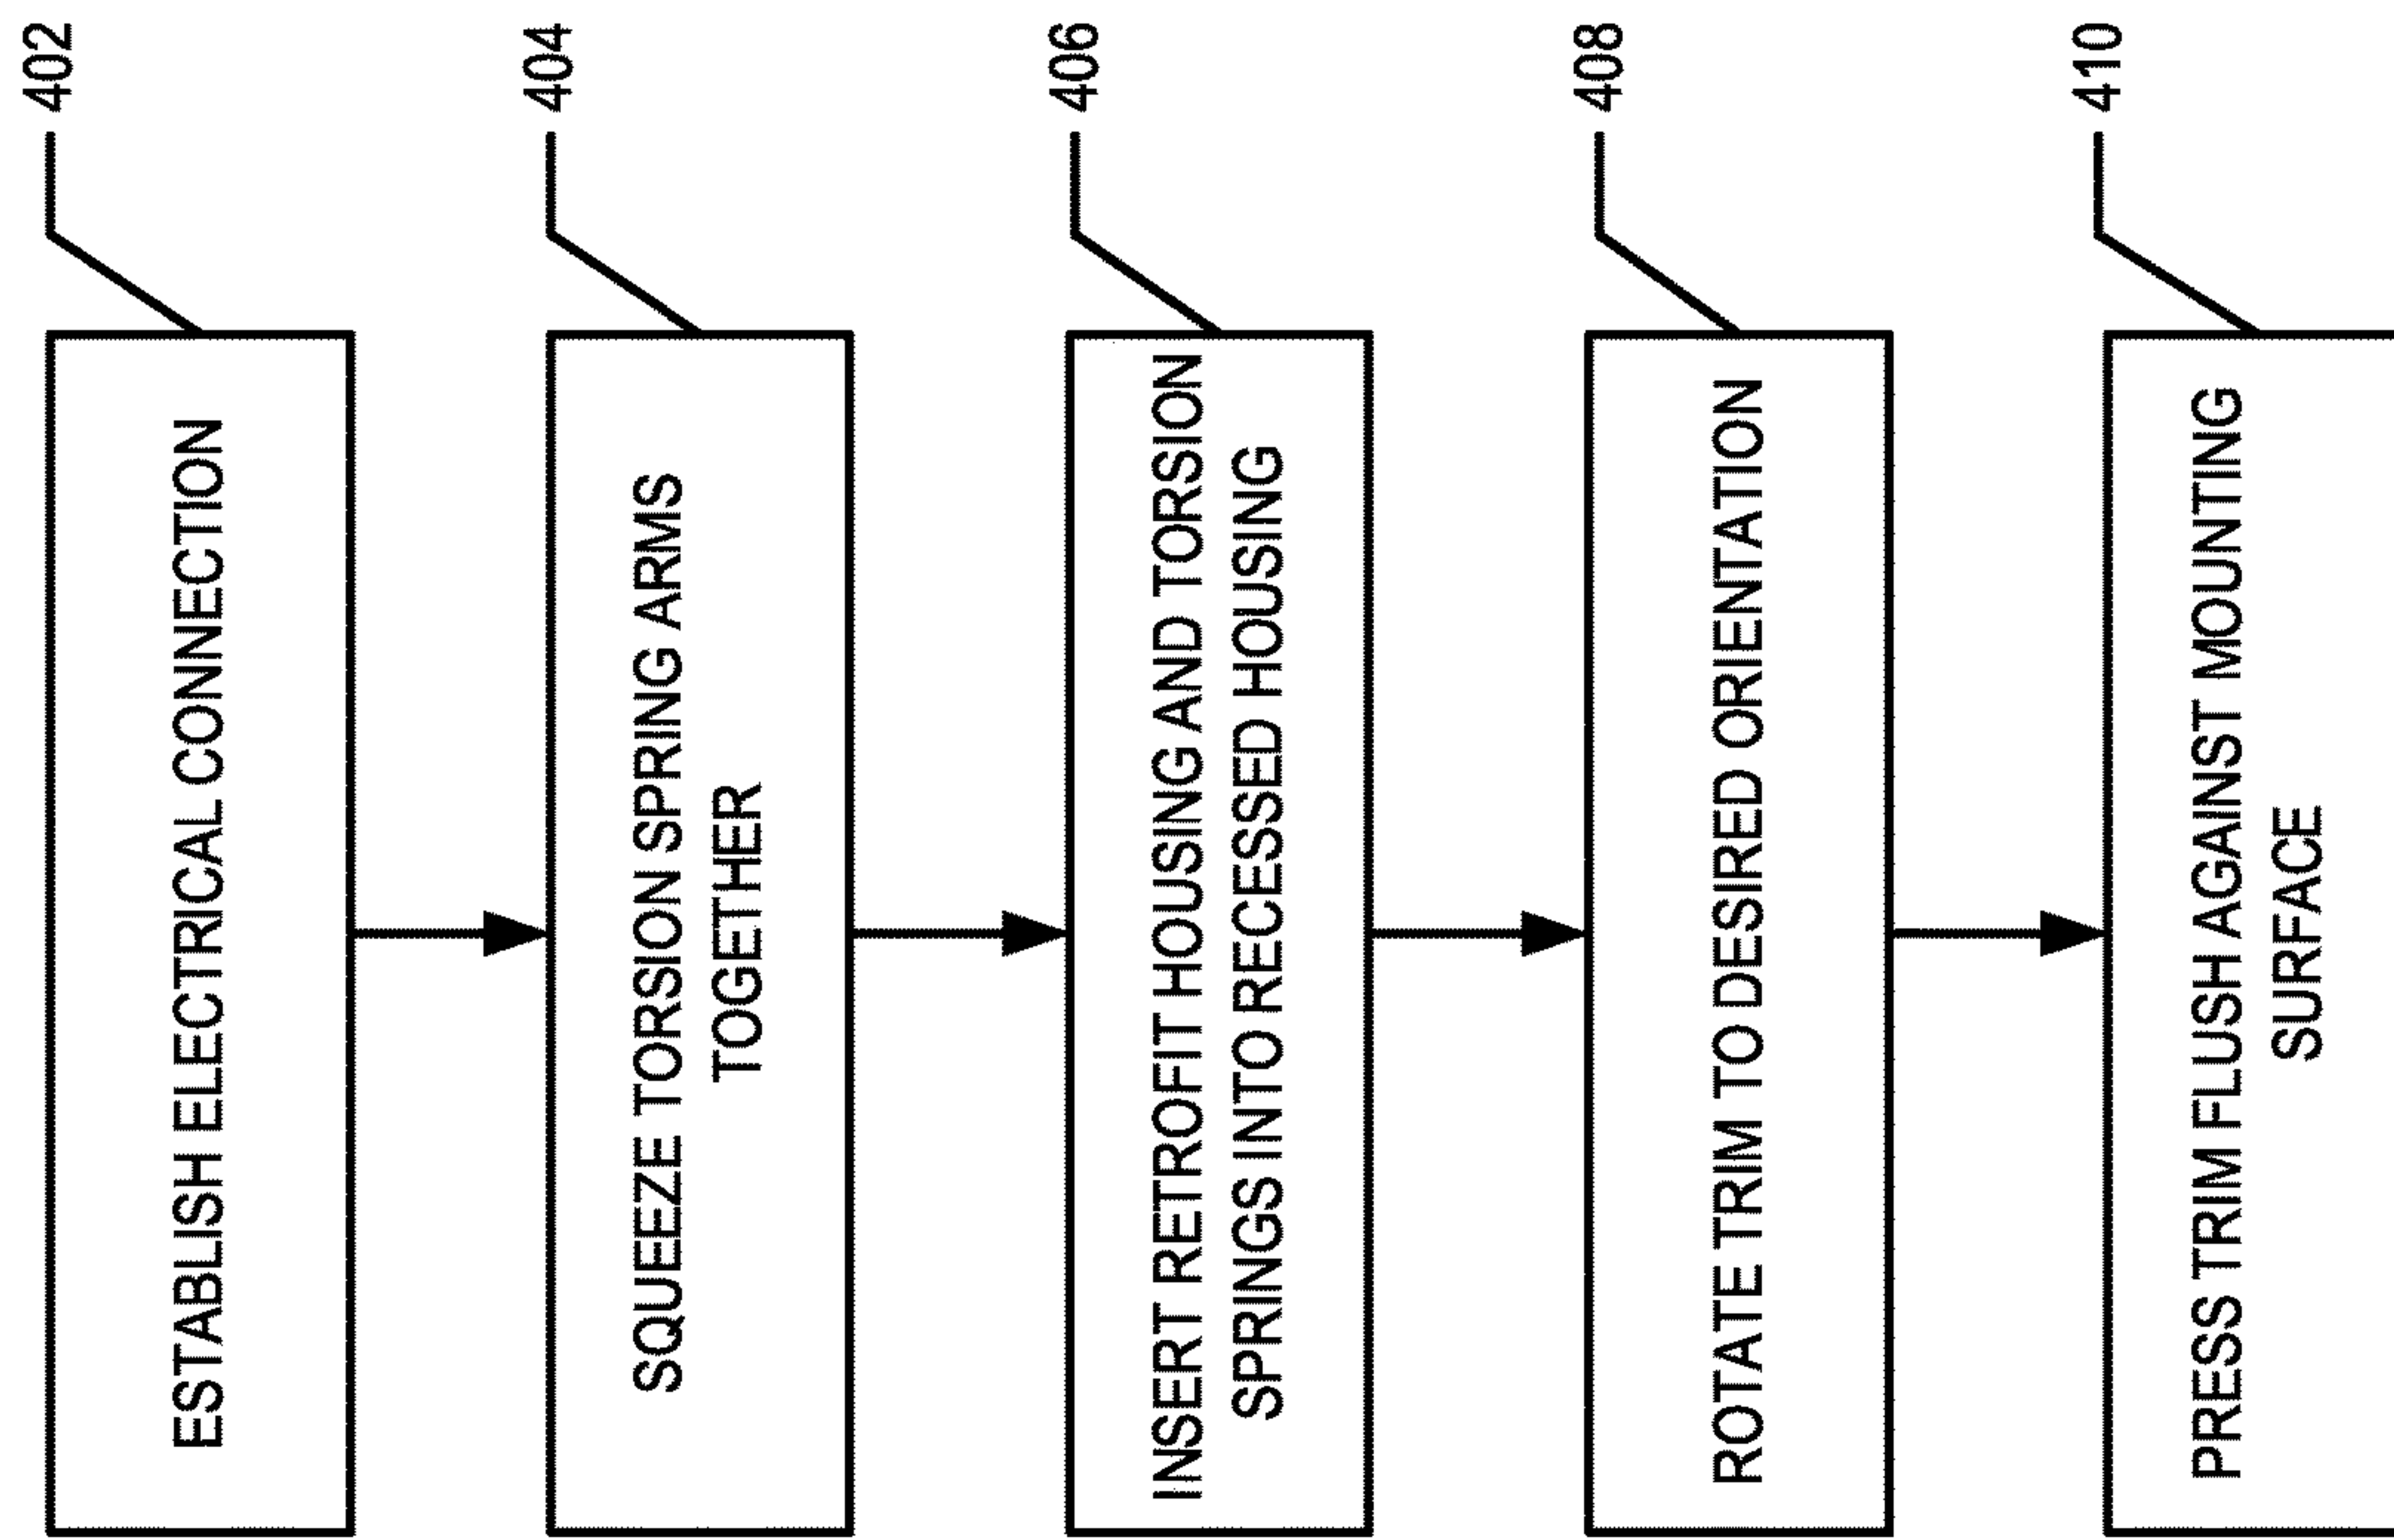 402
ESTABLISH ELECTRICAL CONNECTION
404
SQUEEZE TORSION SPRING ARMS
TOGETHER
406
INSERT RETROFIT HOUSING AND TORSION
SPRINGS INTO RECESSED HOUSING
408
ROTATE TRIM TO DESIRED ORIENTATION
410
PRESS TRIM FLUSH AGAINST MOUNTING
SURFACE